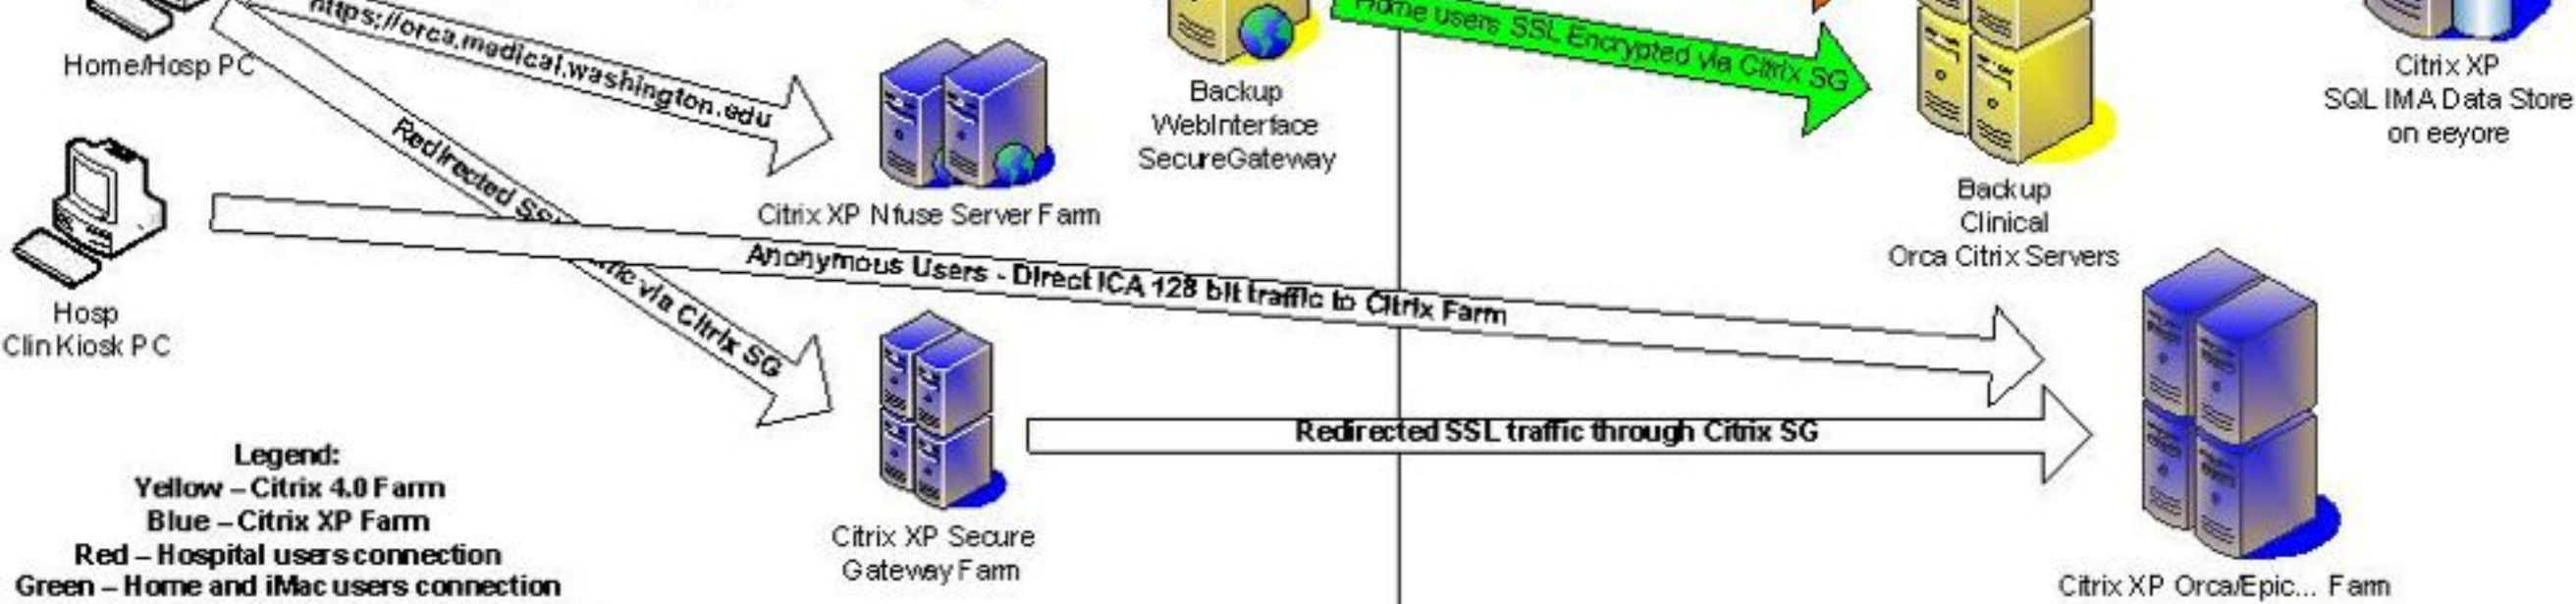 https://orca.medical.washington.edu
Home/Hosp PC
Home users SSL Encrypted via Citrix SG
Backup
WebInterface
SecureGateway
Citrix XP
SQL IMA Data Store
on eeyore
Redirected SSL
ffic via Citrix SG
Citrix XP Nfuse Server Farm
Backup
Clinical
Orca Citrix Servers
Anonymous Users - Direct ICA 128 bit traffic to Citrix Farm
Hosp
Clin Kiosk PC
Redirected SSL traffic through Citrix SG
Legend:
Yellow – Citrix 4.0 Farm
Blue – Citrix XP Farm
Red – Hospital users connection
Green – Home and iMac users connection
Citrix XP Secure
Gateway Farm
Citrix XP Orca/Epic... Farm